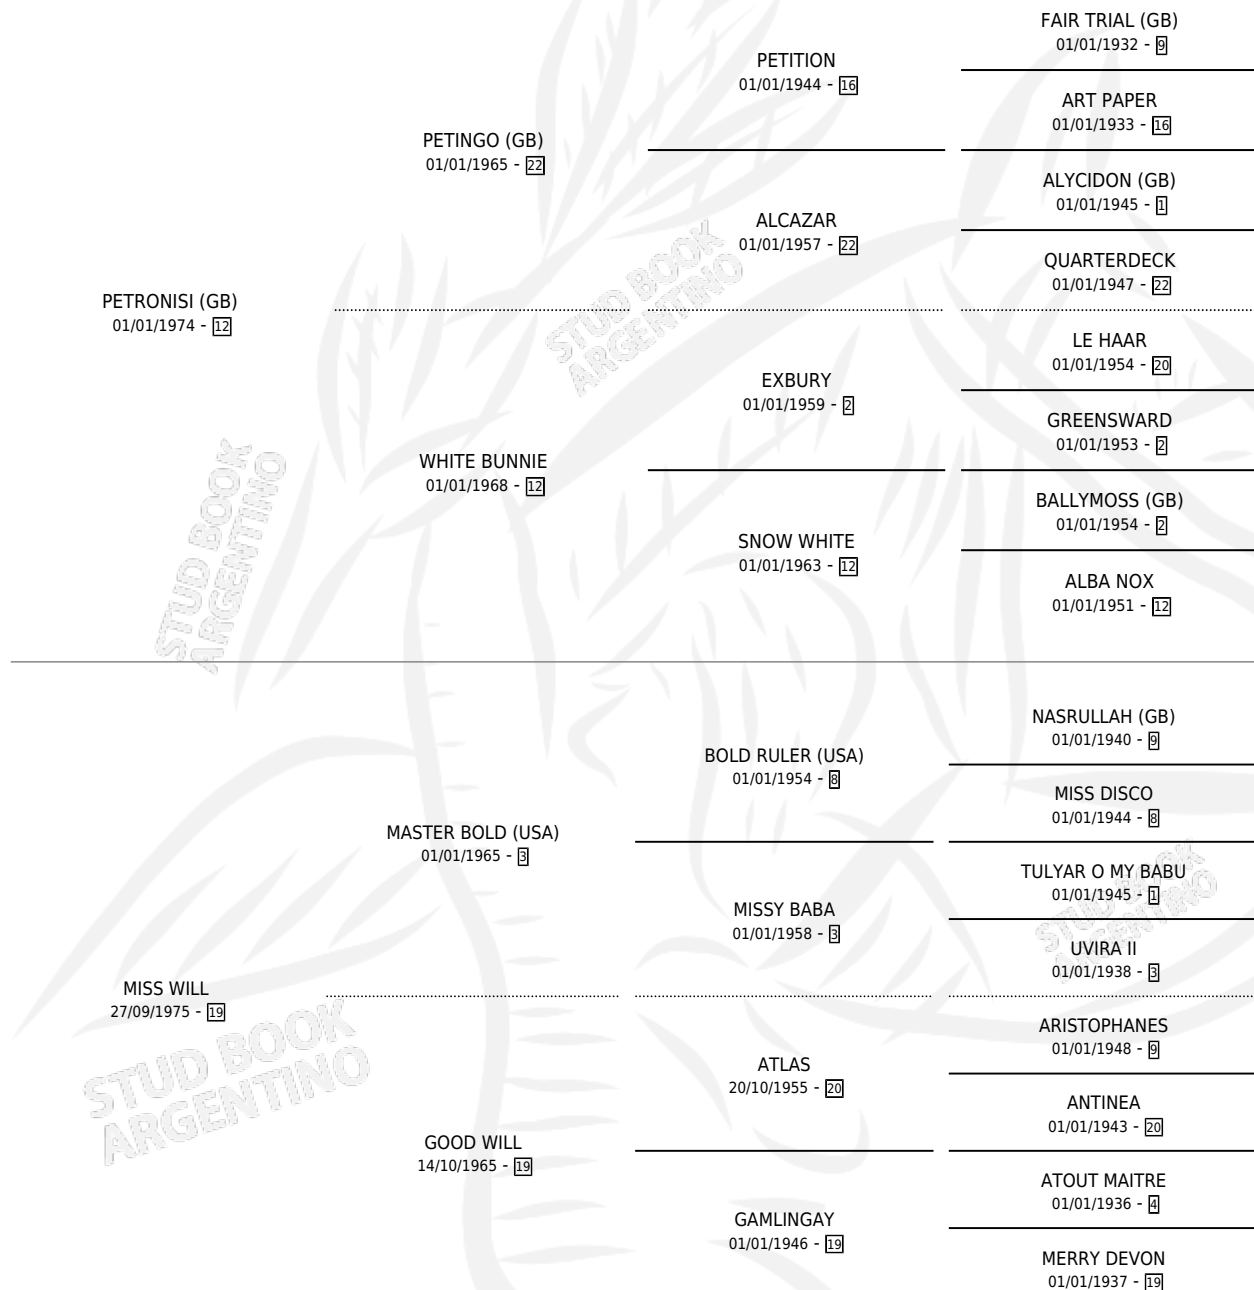 FAIR TRIAL (GB)
01/01/1932 - 9
PETITION
01/01/1944 - 16
ART PAPER
01/01/1933 - 16
PETINGO (GB)
01/01/1965 - 22
ALYCIDON (GB)
01/01/1945 - 1
ALCAZAR
01/01/1957 - 22
QUARTERDECK
01/01/1947 - 22
PETRONISI (GB)
01/01/1974 - 12
LE HAAR
01/01/1954 - 20
EXBURY
01/01/1959 - 2
GREENSWARD
01/01/1953 - 2
WHITE BUNNIE
01/01/1968 - 12
BALLYMOSS (GB)
01/01/1954 - 2
SNOW WHITE
01/01/1963 - 12
ALBA NOX
01/01/1951 - 12
NASRULLAH (GB)
01/01/1940 - 9
BOLD RULER (USA)
01/01/1954 - 8
MISS DISCO
01/01/1944 - 8
MASTER BOLD (USA)
01/01/1965 - 3
TULYAR O MY BABU
01/01/1945 - 1
MISSY BABA
01/01/1958 - 3
UVIRA II
01/01/1938 - 3
MISS WILL
27/09/1975 - 19
ARISTOPHANES
01/01/1948 - 9
ATLAS
20/10/1955 - 20
ANTINEA
01/01/1943 - 20
GOOD WILL
14/10/1965 - 19
ATOUT MAITRE
01/01/1936 - 4
GAMLINGAY
01/01/1946 - 19
MERRY DEVON
01/01/1937 - 19
STUD BOOK
ARGENTINO
STUD BOOK
ARGENTINO
STUD BOOK
ARGENTINO
STUD BOOK
ARGENTINO